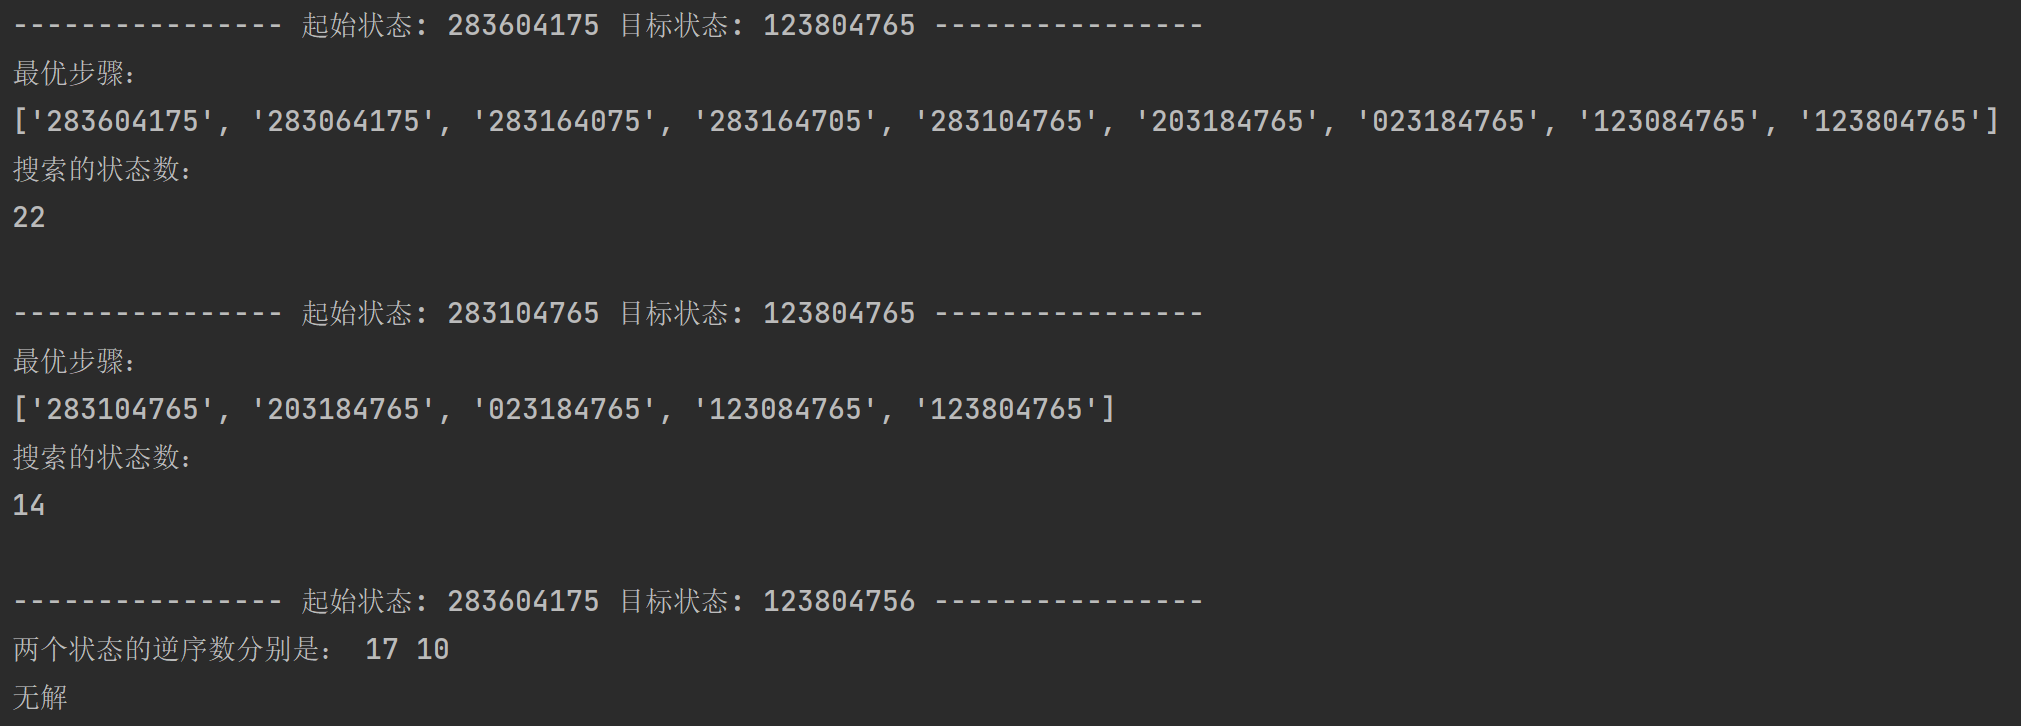 ---------------- 起始状态: 283604175 目标状态: 123804765 ----------------
最优步骤:
['283604175', '283064175', '283164075', '283164705', '283104765', '203184765', '023184765', '123084765', '123804765']
搜索的状态数:
22
---------------- 起始状态: 283104765 目标状态: 123804765 ----------------
最优步骤:
['283104765', '203184765', '023184765', '123084765', '123804765']
搜索的状态数:
14
---------------- 起始状态: 283604175 目标状态: 123804756 ----------------
两个状态的逆序数分别是: 17 10
无解